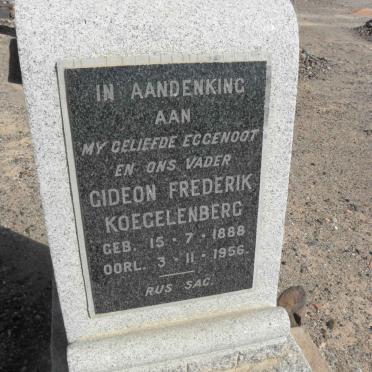 IN AANDENKING
AAN
MY GELIEFDE EGGENOOT
EN ONS VADER
GIDEON FREDERIK
KOEGELENBERG
GEB. 15 - 7 - 1888
OORL. 3 - 11 - 1956.
RUS SAG.